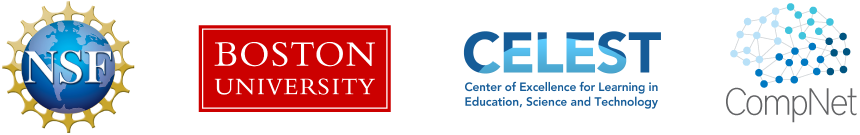 NSF
BOSTON
UNIVERSITY
CELEST
Center of Excellence for Learning in
Education, Science and Technology
CompNet